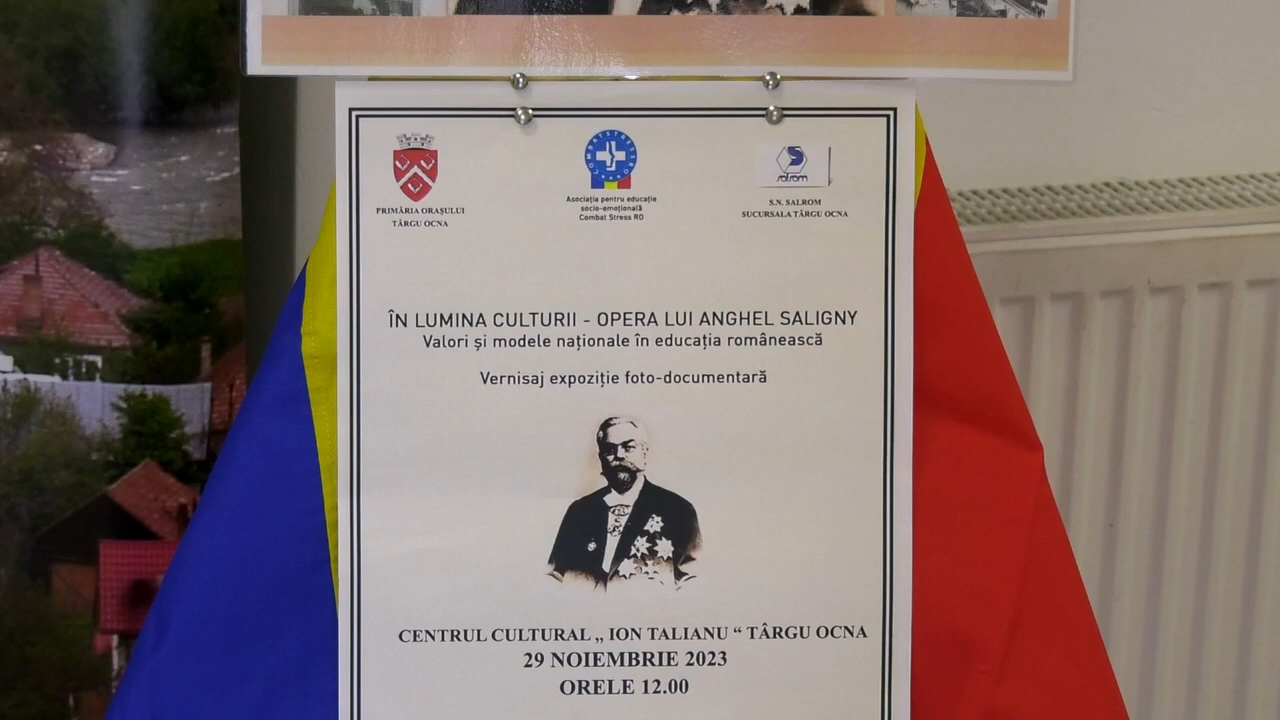 PRIMĂRIA ORAȘULUI
TÂRGU OCNA
COMBATSTRESSRO
Asociația pentru educație
socio-emoțională
Combat Stress RO
salrom
S.N. SALROM
SUCURSALA TÂRGU OCNA
ÎN LUMINA CULTURII - OPERA LUI ANGHEL SALIGNY
Valori și modele naționale în educația românească
Vernisaj expoziție foto-documentară
CENTRUL CULTURAL „ ION TALIANU “ TÂRGU OCNA
29 NOIEMBRIE 2023
ORELE 12.00